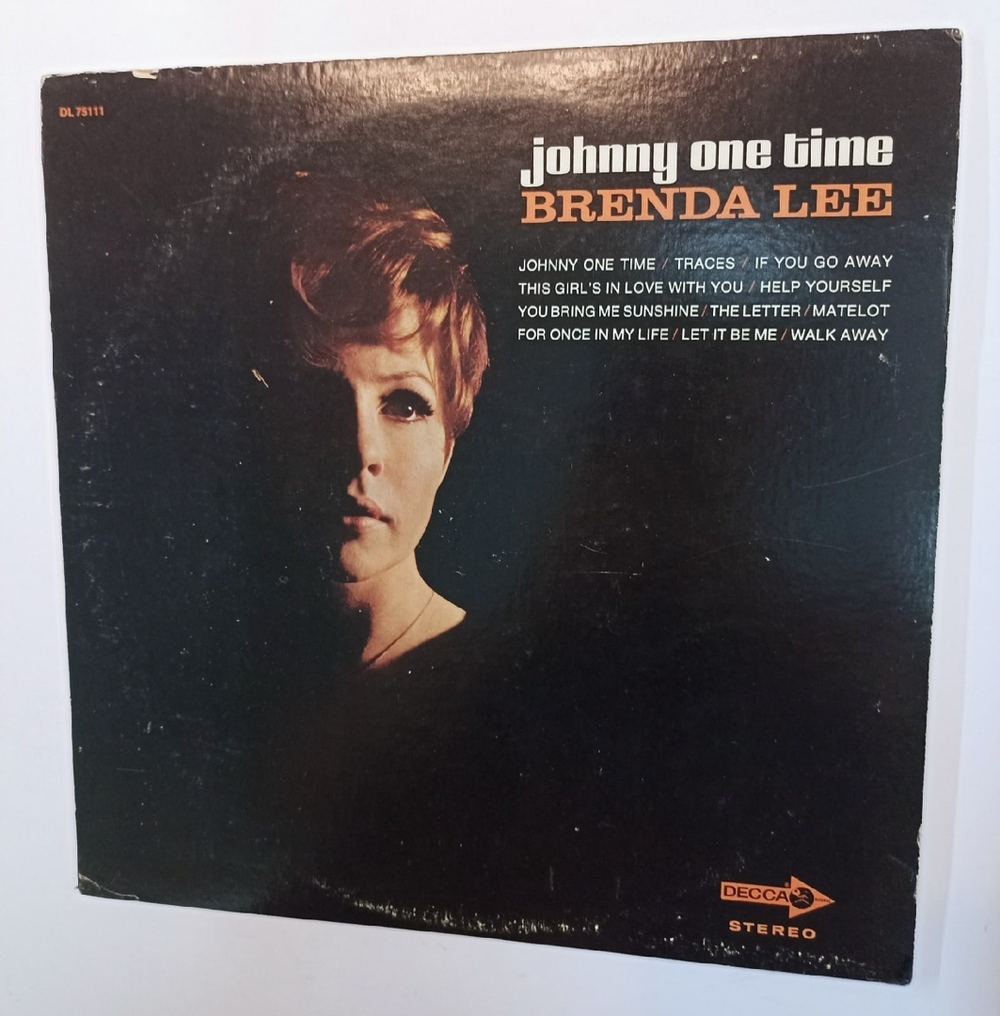 DL 75111
johnny one time
BRENDA LEE
JOHNNY ONE TIME / TRACES / IF YOU GO AWAY
THIS GIRL'S IN LOVE WITH YOU / HELP YOURSELF
YOU BRING ME SUNSHINE / THE LETTER / MATELOT
FOR ONCE IN MY LIFE / LET IT BE ME / WALK AWAY
DECCA
STEREO